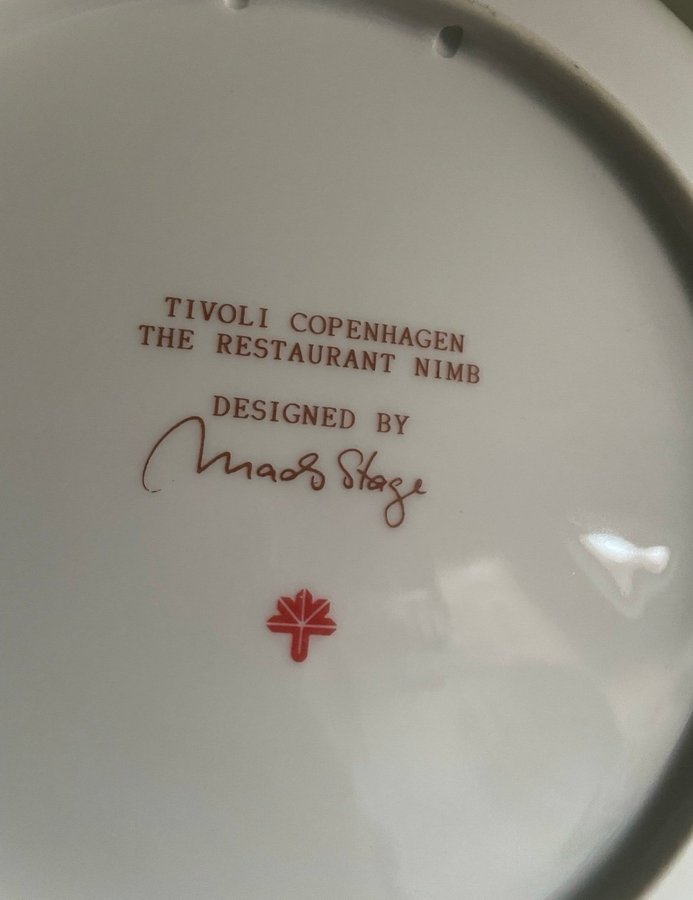 TIVOLI COPENHAGEN
THE RESTAURANT NIMB
DESIGNED BY
Mads Stage